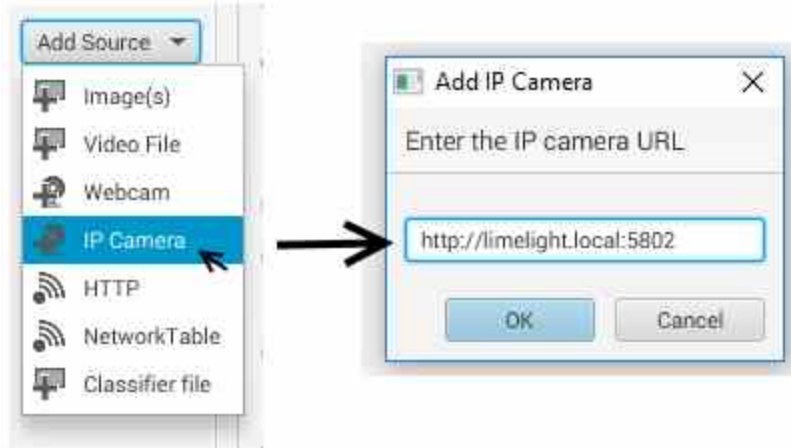 Add Source
Image(s)
Video File
Webcam
IP Camera
HTTP
NetworkTable
Classifier file
Add IP Camera
Enter the IP camera URL
http://limelight.local:5802
OK
Cancel